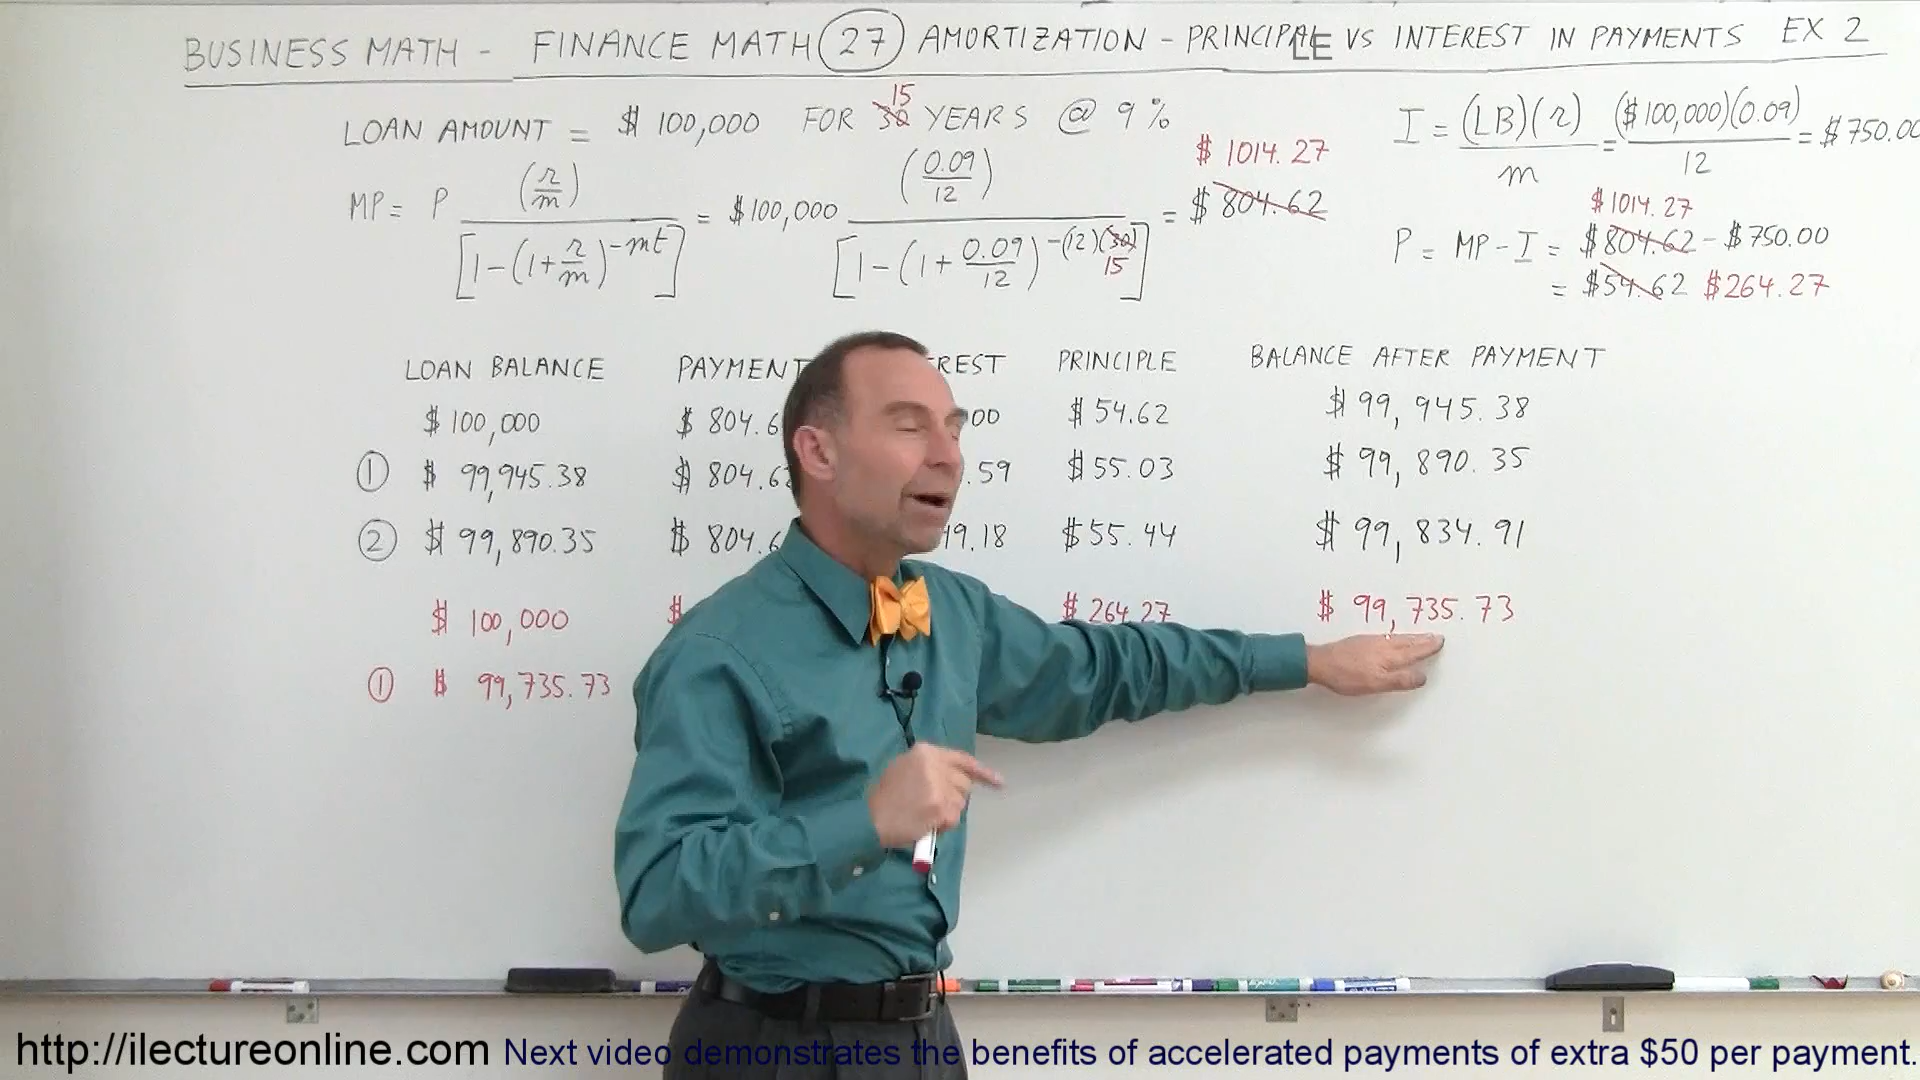 BUSINESS MATH - FINANCE MATH 27 AMORTIZATION - PRINCIPLE VS INTEREST IN PAYMENTS EX 2
LOAN AMOUNT = $ 100,000 FOR 30 15 YEARS @ 9%
MP = P (r/m) / [1-(1+r/m)^-mt] = $100,000 (0.09/12) / [1-(1+0.09/12)^-(12)(30) 15] = $ 804.62 $ 1014.27
I = (LB)(r)/m = ($100,000)(0.09)/12 = $750.00
$1014.27
P = MP - I = $804.62 - $750.00
= $54.62 $264.27
LOAN BALANCE PAYMENT REST PRINCIPLE BALANCE AFTER PAYMENT
$100,000 $ 804.6 00 $54.62 $99,945.38
① $ 99,945.38 $ 804.62 .59 $55.03 $99,890.35
② $ 99,890.35 $ 804.6 49.18 $55.44 $99,834.91
$ 100,000 $ $264.27 $ 99,735.73
① $ 99,735.73
http://ilectureonline.com Next video demonstrates the benefits of accelerated payments of extra $50 per payment.